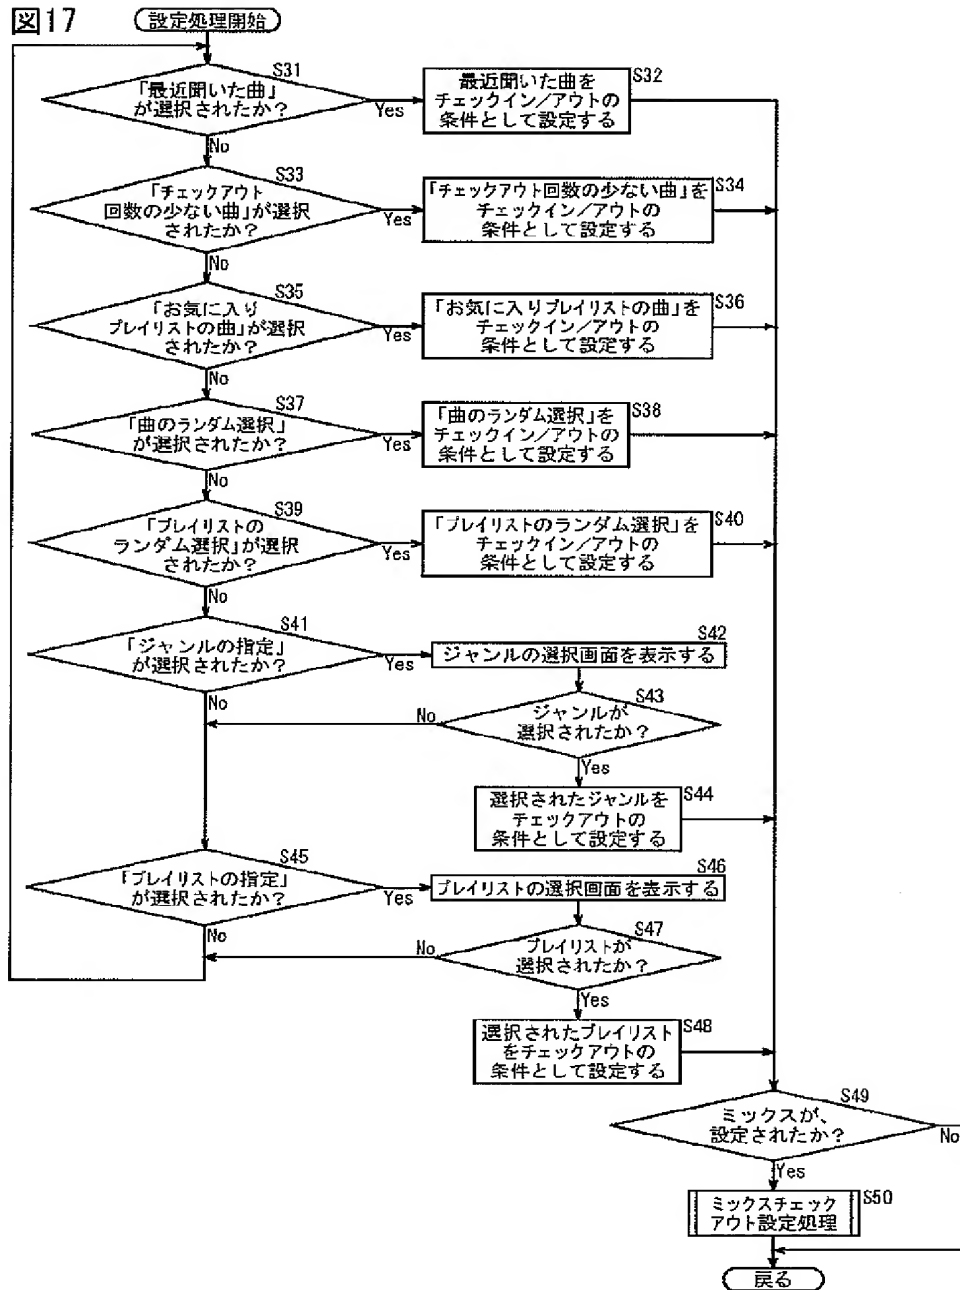 図17
設定処理開始
S31
「最近聞いた曲」
が選択されたか?
Yes
No
S32
最近聞いた曲を
チェックイン/アウトの
条件として設定する
S33
「チェックアウト
回数の少ない曲」が選択
されたか?
Yes
No
S34
「チェックアウト回数の少ない曲」を
チェックイン/アウトの
条件として設定する
S35
「お気に入り
プレイリストの曲」が選択
されたか?
Yes
No
S36
「お気に入りプレイリストの曲」を
チェックイン/アウトの
条件として設定する
S37
「曲のランダム選択」
が選択されたか?
Yes
No
S38
「曲のランダム選択」を
チェックイン/アウトの
条件として設定する
S39
「プレイリストの
ランダム選択」が選択
されたか?
Yes
No
S40
「プレイリストのランダム選択」を
チェックイン/アウトの
条件として設定する
S41
「ジャンルの指定」
が選択されたか?
Yes
No
S42
ジャンルの選択画面を表示する
S43
ジャンルが
選択されたか?
No
Yes
S44
選択されたジャンルを
チェックアウトの
条件として設定する
S45
「プレイリストの指定」
が選択されたか?
Yes
No
S46
プレイリストの選択画面を表示する
S47
プレイリストが
選択されたか?
No
Yes
S48
選択されたプレイリスト
をチェックアウトの
条件として設定する
S49
ミックスが、
設定されたか?
No
Yes
S50
ミックスチェック
アウト設定処理
戻る